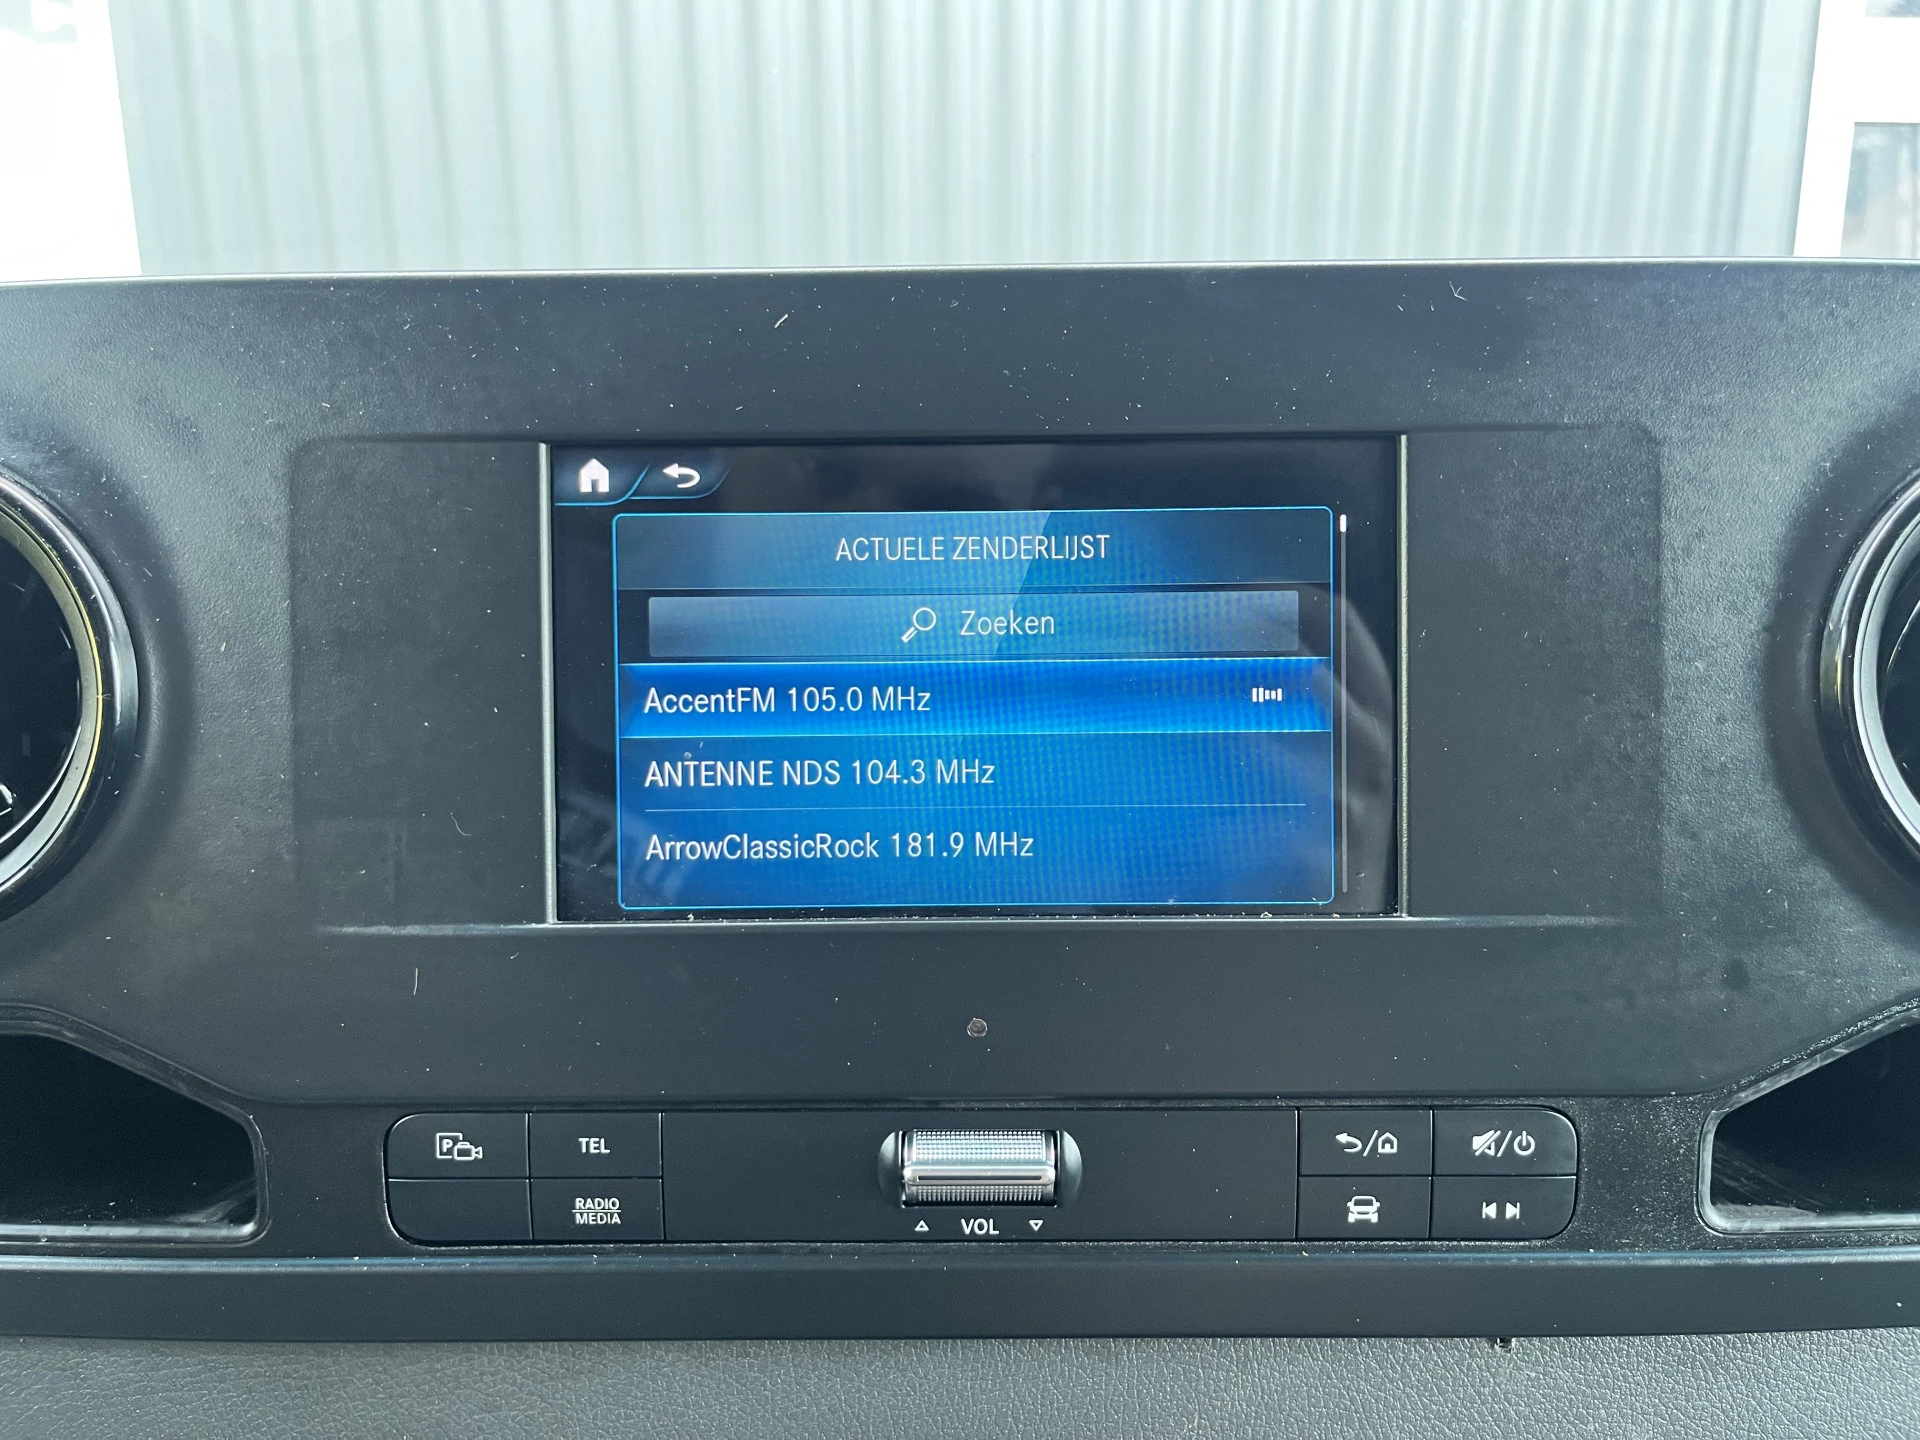 ACTUELE ZENDERLIJST
Zoeken
AccentFM 105.0 MHz
ANTENNE NDS 104.3 MHz
ArrowClassicRock 181.9 MHz
P
TEL
RADIO
MEDIA
VOL